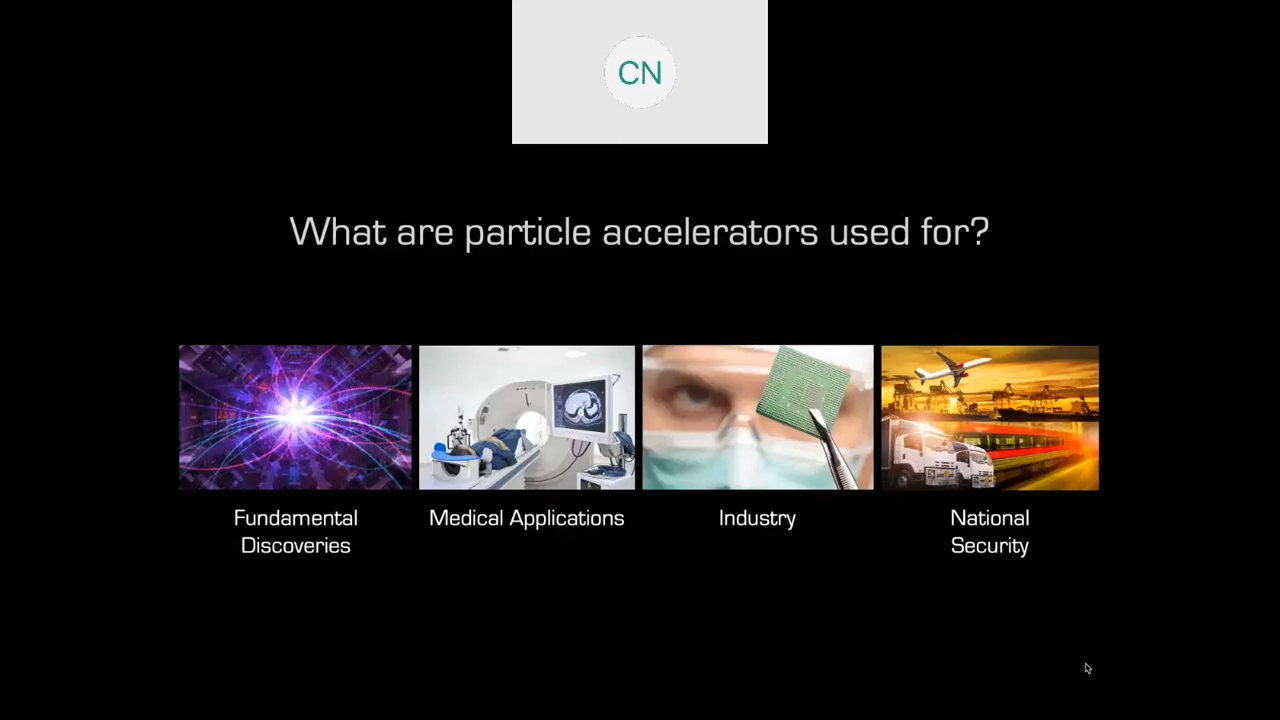 CN
What are particle accelerators used for?
Fundamental
Discoveries
Medical Applications
Industry
National
Security